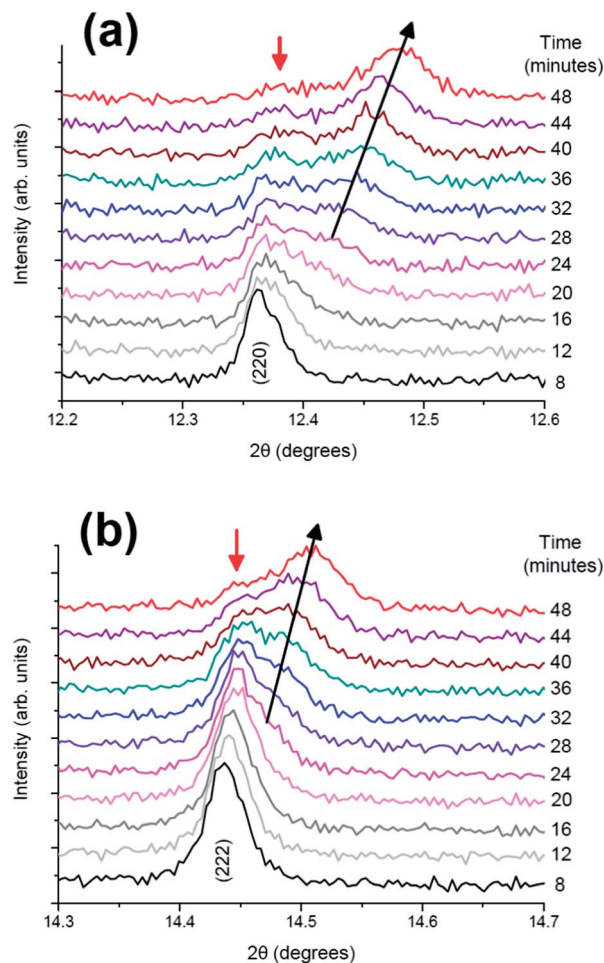 (a)
Time
(minutes)
48
44
40
36
32
28
24
20
16
12
8
Intensity (arb. units)
(220)
12.2 12.3 12.4 12.5 12.6
2θ (degrees)
(b)
Time
(minutes)
48
44
40
36
32
28
24
20
16
12
8
Intensity (arb. units)
(222)
14.3 14.4 14.5 14.6 14.7
2θ (degrees)